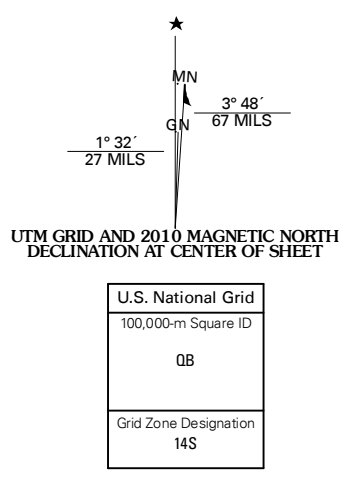 MN
3° 48´
67 MILS
GN
1° 32´
27 MILS
UTM GRID AND 2010 MAGNETIC NORTH
DECLINATION AT CENTER OF SHEET
U.S. National Grid
100,000-m Square ID
QB
Grid Zone Designation
14S